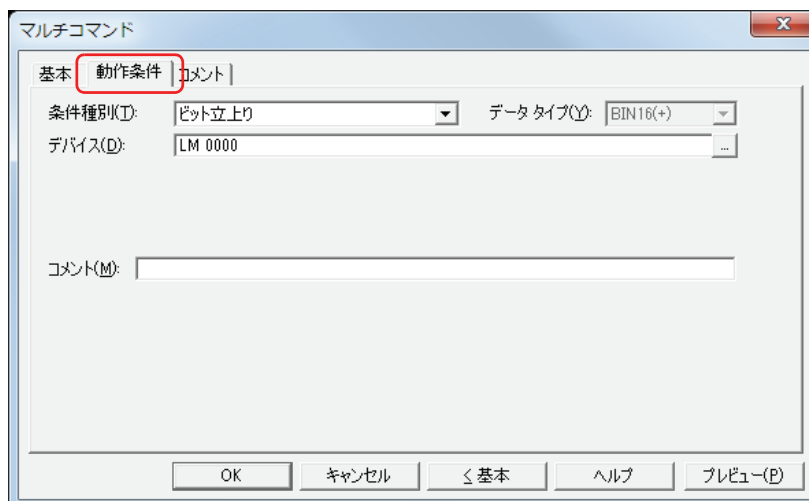 マルチコマンド
基本 動作条件 コメント
条件種別(T): ビット立上り データ タイプ(Y): BIN16(+)
デバイス(D): LM 0000 ...
コメント(M):
OK キャンセル < 基本 ヘルプ プレビュー(P)